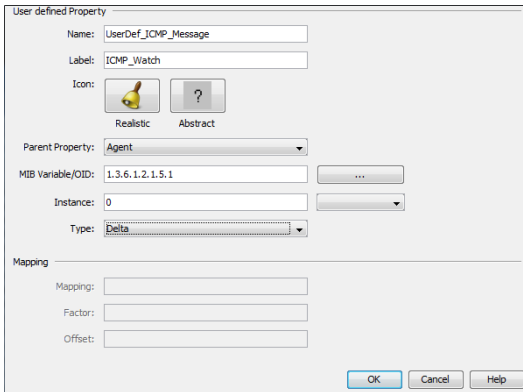 User defined Property
Name: UserDef_ICMP_Message
Label: ICMP_Watch
Icon: ?
Realistic Abstract
Parent Property: Agent
MIB Variable/OID: 1.3.6.1.2.1.5.1 ...
Instance: 0
Type: Delta
Mapping
Mapping:
Factor:
Offset:
OK Cancel Help